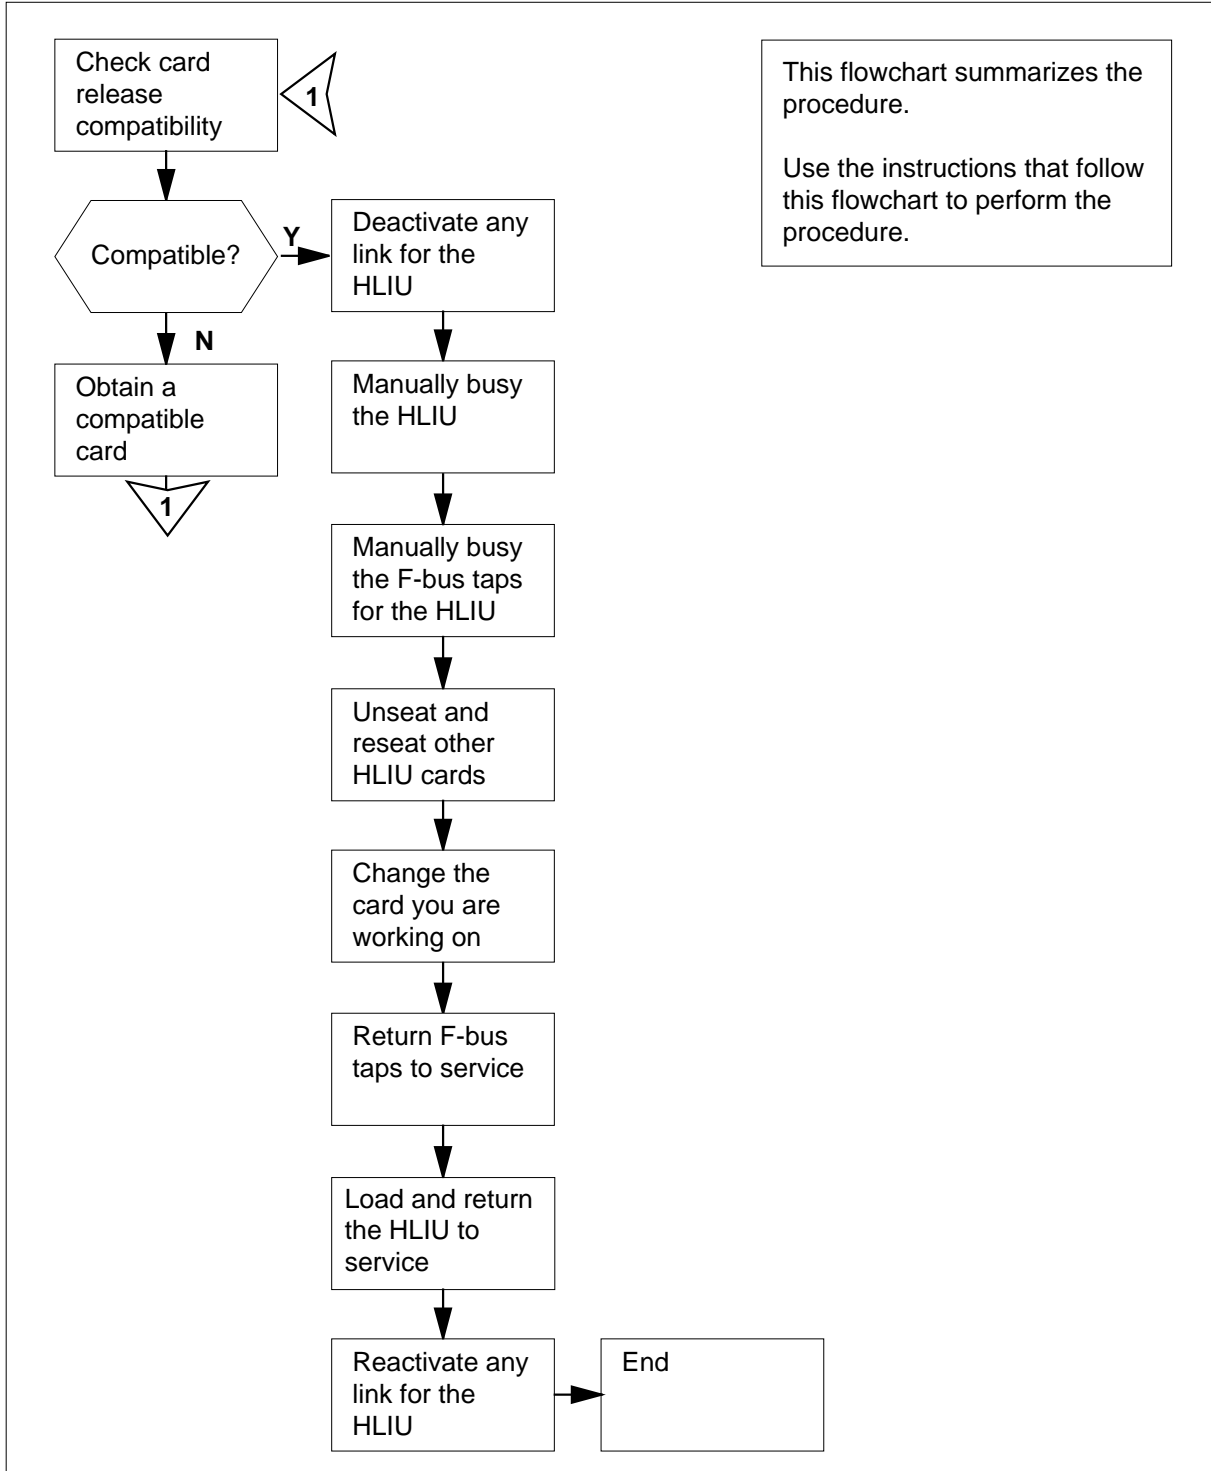 Check card
release
compatibility
1
This flowchart summarizes the
procedure.
Use the instructions that follow
this flowchart to perform the
procedure.
Compatible?
Y
N
Obtain a
compatible
card
1
Deactivate any
link for the
HLIU
Manually busy
the HLIU
Manually busy
the F-bus taps
for the HLIU
Unseat and
reseat other
HLIU cards
Change the
card you are
working on
Return F-bus
taps to service
Load and return
the HLIU to
service
Reactivate any
link for the
HLIU
End